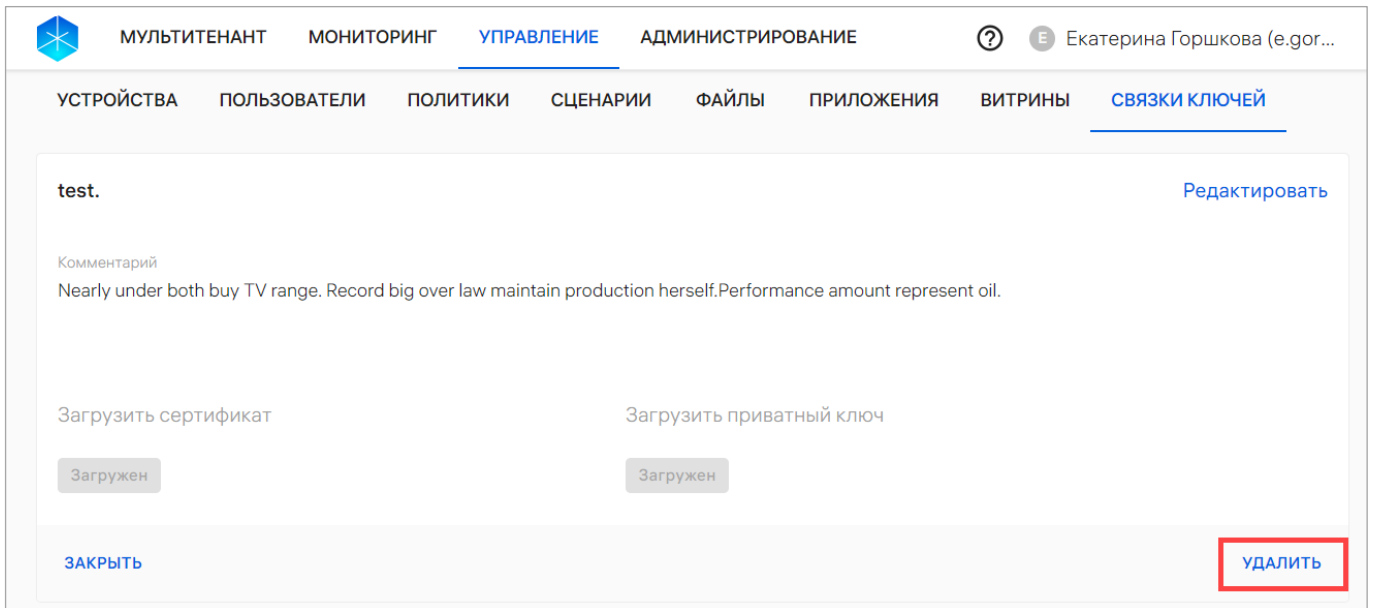 МУЛЬТИТЕНАНТ МОНИТОРИНГ УПРАВЛЕНИЕ АДМИНИСТРИРОВАНИЕ ? E Екатерина Горшкова (e.gor...
УСТРОЙСТВА ПОЛЬЗОВАТЕЛИ ПОЛИТИКИ СЦЕНАРИИ ФАЙЛЫ ПРИЛОЖЕНИЯ ВИТРИНЫ СВЯЗКИ КЛЮЧЕЙ
test. Редактировать
Комментарий
Nearly under both buy TV range. Record big over law maintain production herself.Performance amount represent oil.
Загрузить сертификат Загрузить приватный ключ
Загружен Загружен
ЗАКРЫТЬ УДАЛИТЬ